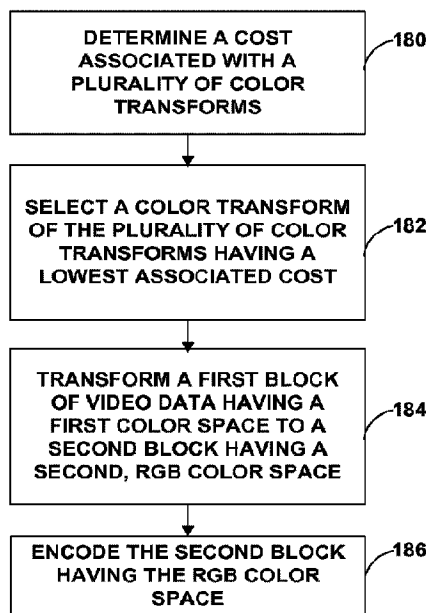 DETERMINE A COST
ASSOCIATED WITH A
PLURALITY OF COLOR
TRANSFORMS
180
SELECT A COLOR TRANSFORM
OF THE PLURALITY OF COLOR
TRANSFORMS HAVING A
LOWEST ASSOCIATED COST
182
TRANSFORM A FIRST BLOCK
OF VIDEO DATA HAVING A
FIRST COLOR SPACE TO A
SECOND BLOCK HAVING A
SECOND, RGB COLOR SPACE
184
ENCODE THE SECOND BLOCK
HAVING THE RGB COLOR
SPACE
186